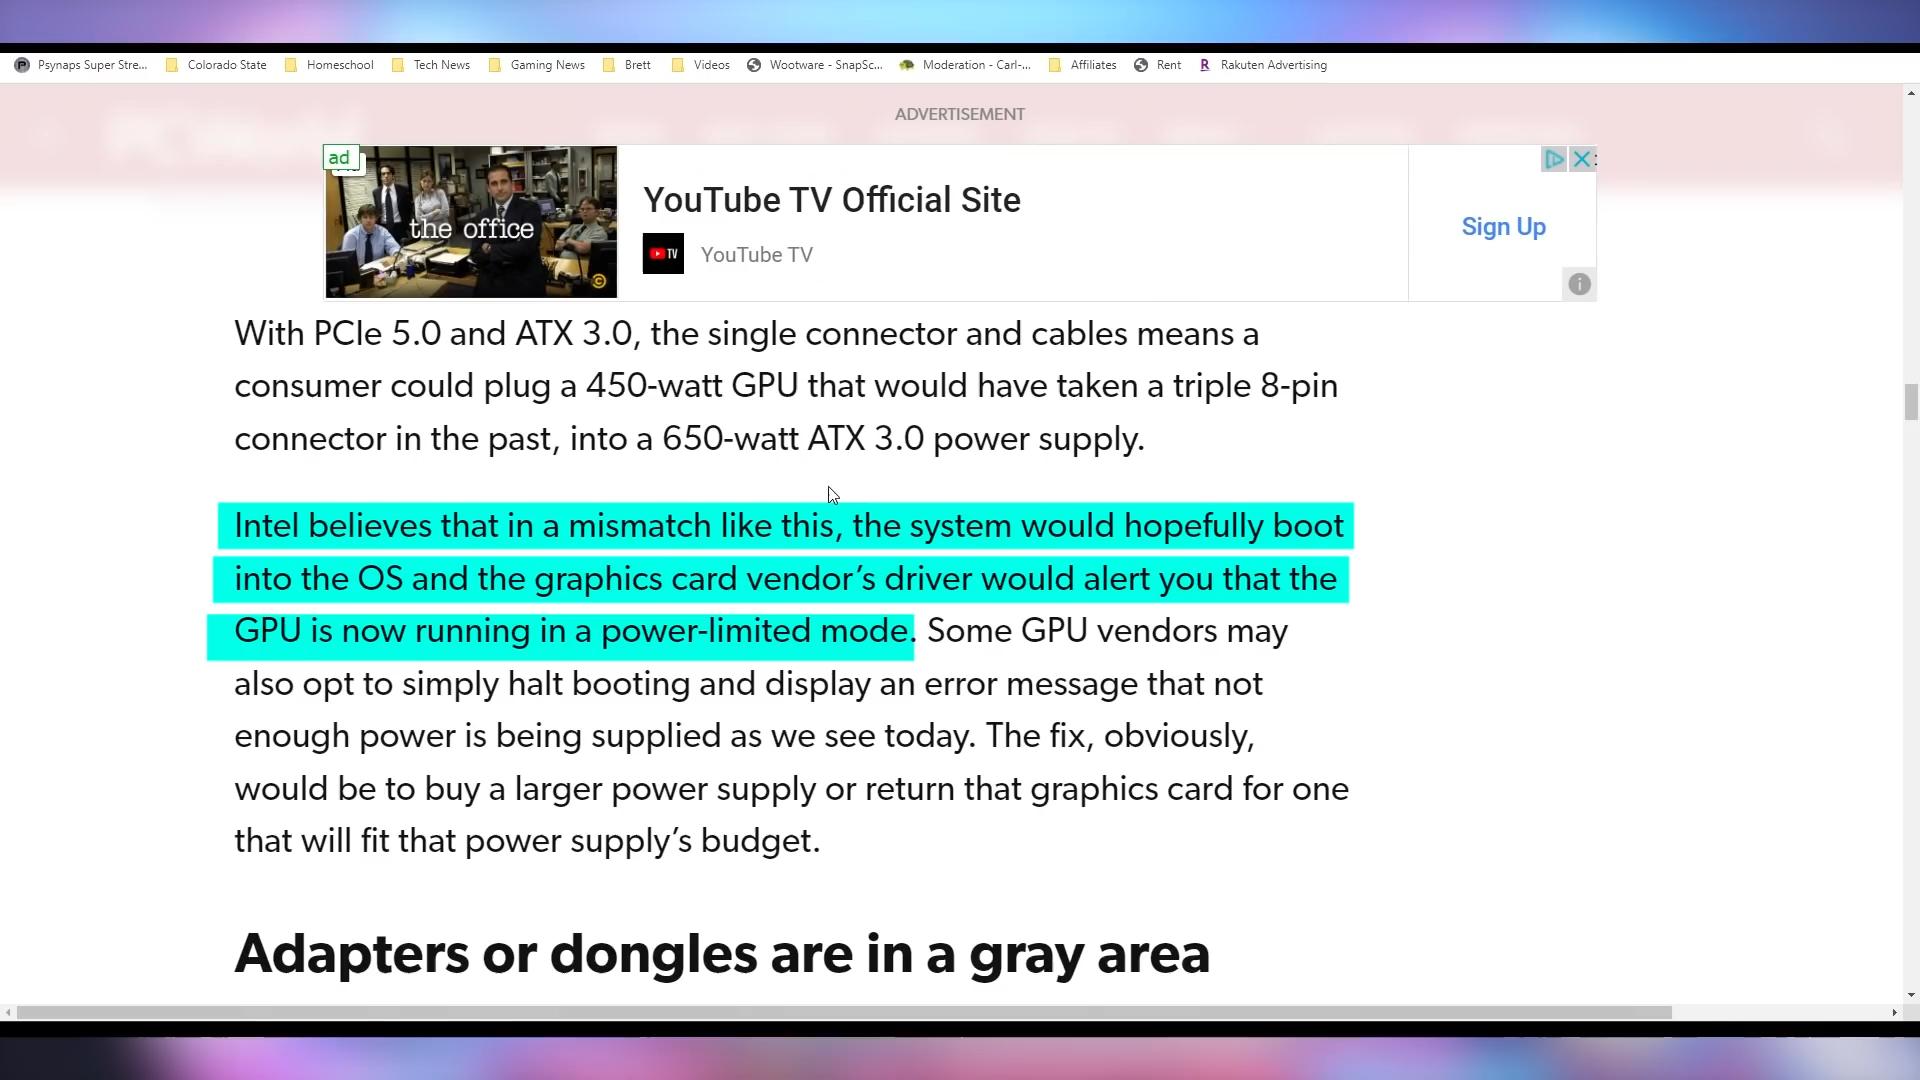 Psynaps Super Stre...
Colorado State
Homeschool
Tech News
Gaming News
Brett
Videos
Wootware - SnapSc...
Moderation - Carl-...
Affiliates
Rent
R Rakuten Advertising
ADVERTISEMENT
ad
the office
YouTube TV Official Site
TV
YouTube TV
Sign Up
With PCIe 5.0 and ATX 3.0, the single connector and cables means a
consumer could plug a 450-watt GPU that would have taken a triple 8-pin
connector in the past, into a 650-watt ATX 3.0 power supply.
Intel believes that in a mismatch like this, the system would hopefully boot
into the OS and the graphics card vendor’s driver would alert you that the
GPU is now running in a power-limited mode. Some GPU vendors may
also opt to simply halt booting and display an error message that not
enough power is being supplied as we see today. The fix, obviously,
would be to buy a larger power supply or return that graphics card for one
that will fit that power supply’s budget.
Adapters or dongles are in a gray area